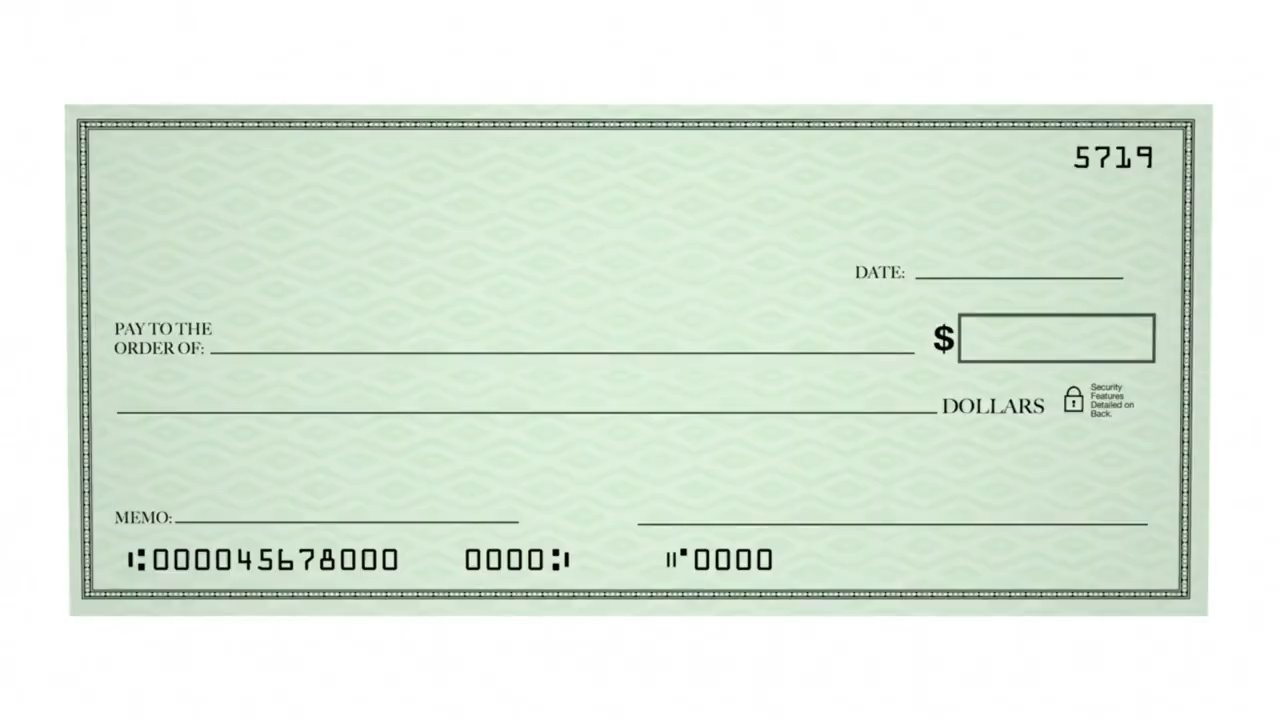 5719
DATE:
PAY TO THE
ORDER OF:
$
DOLLARS
Security
Features
Detailed on
Back.
MEMO:
⑆000045678000 0000⑆ ⑈0000